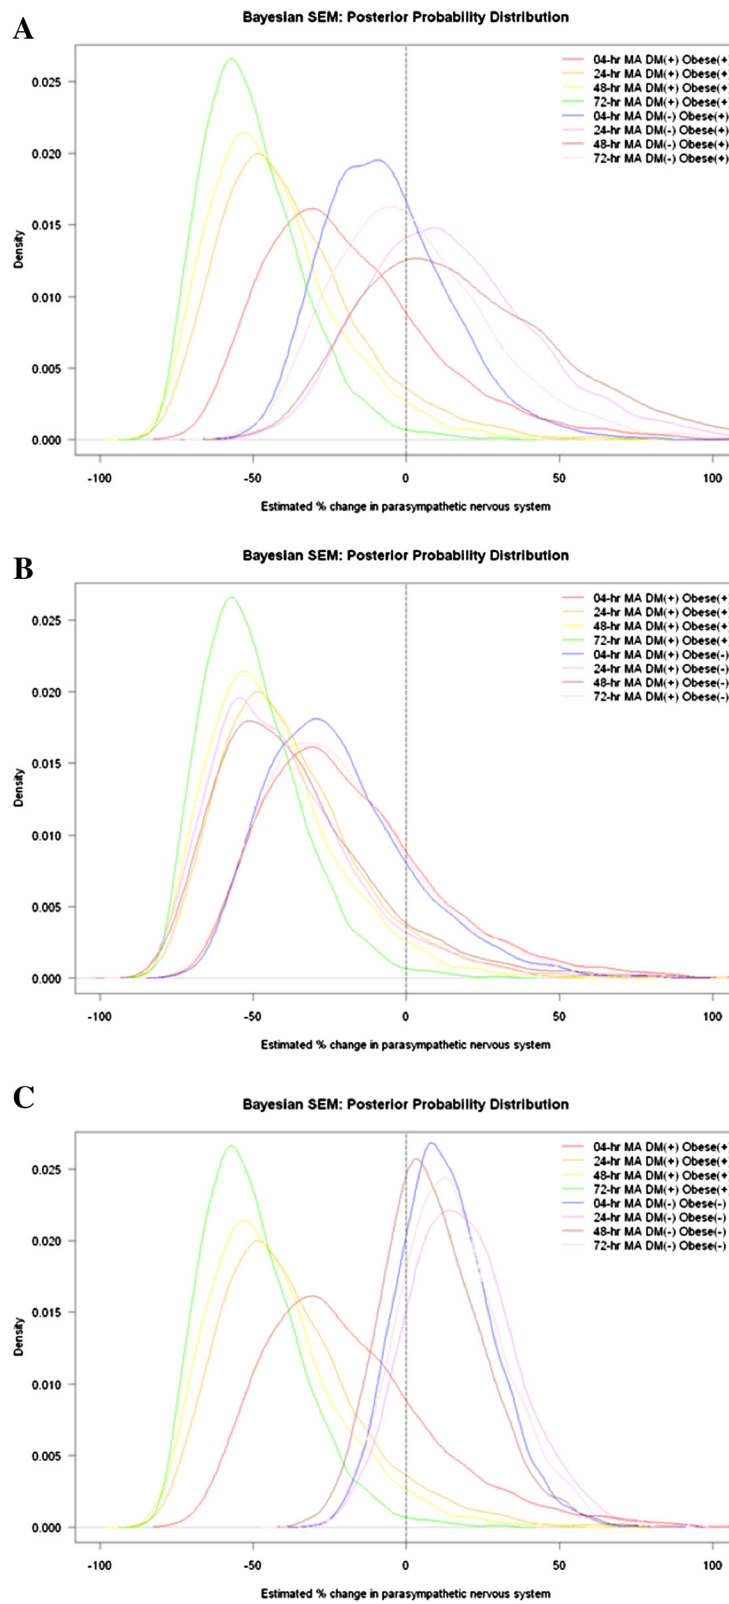 A
Bayesian SEM: Posterior Probability Distribution
04-hr MA DM(+) Obese(+)
24-hr MA DM(+) Obese(+)
48-hr MA DM(+) Obese(+)
72-hr MA DM(+) Obese(+)
04-hr MA DM(-) Obese(+)
24-hr MA DM(-) Obese(+)
48-hr MA DM(-) Obese(+)
72-hr MA DM(-) Obese(+)
Density
0.025
0.020
0.015
0.010
0.005
0.000
-100 -50 0 50 100
Estimated % change in parasympathetic nervous system
B
Bayesian SEM: Posterior Probability Distribution
04-hr MA DM(+) Obese(+)
24-hr MA DM(+) Obese(+)
48-hr MA DM(+) Obese(+)
72-hr MA DM(+) Obese(+)
04-hr MA DM(+) Obese(-)
24-hr MA DM(+) Obese(-)
48-hr MA DM(+) Obese(-)
72-hr MA DM(+) Obese(-)
Density
0.025
0.020
0.015
0.010
0.005
0.000
-100 -50 0 50 100
Estimated % change in parasympathetic nervous system
C
Bayesian SEM: Posterior Probability Distribution
04-hr MA DM(+) Obese(+)
24-hr MA DM(+) Obese(+)
48-hr MA DM(+) Obese(+)
72-hr MA DM(+) Obese(+)
04-hr MA DM(-) Obese(-)
24-hr MA DM(-) Obese(-)
48-hr MA DM(-) Obese(-)
72-hr MA DM(-) Obese(-)
Density
0.025
0.020
0.015
0.010
0.005
0.000
-100 -50 0 50 100
Estimated % change in parasympathetic nervous system